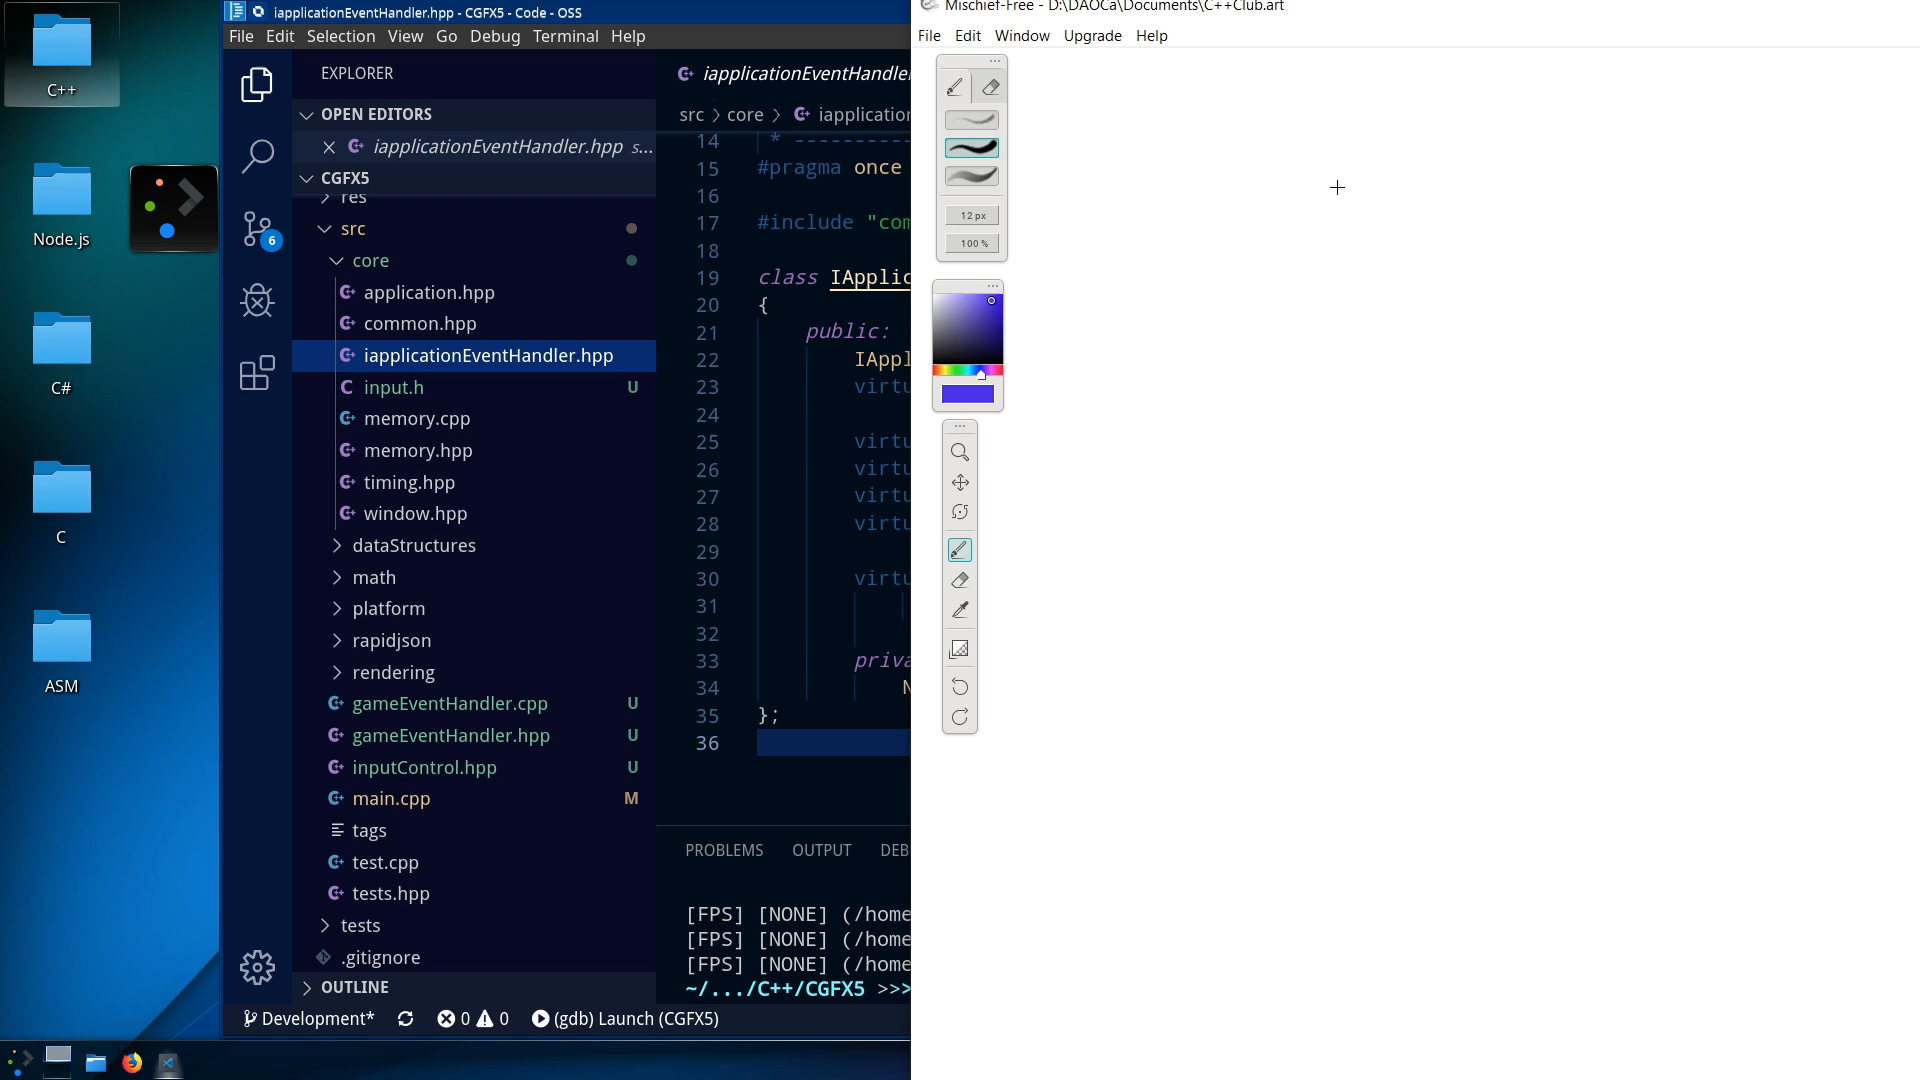 C++
Node.js
C#
C
ASM
iapplicationEventHandler.hpp - CGFX5 - Code - OSS
File Edit Selection View Go Debug Terminal Help
6
EXPLORER
OPEN EDITORS
iapplicationEventHandler.hpp s...
CGFX5
res
src
core
application.hpp
common.hpp
iapplicationEventHandler.hpp
input.h U
memory.cpp
memory.hpp
timing.hpp
window.hpp
dataStructures
math
platform
rapidjson
rendering
gameEventHandler.cpp U
gameEventHandler.hpp U
inputControl.hpp U
main.cpp M
tags
test.cpp
tests.hpp
tests
.gitignore
OUTLINE
Development* 0 0 (gdb) Launch (CGFX5)
iapplicationEventHandler
src > core > iapplication
14 * ----------
15 #pragma once
16
17 #include "com
18
19 class IApplic
20 {
21 public:
22 IAppl
23 virtu
24
25 virtu
26 virtu
27 virtu
28 virtu
29
30 virtu
31
32
33 priva
34 N
35 };
36
PROBLEMS OUTPUT DEB
[FPS] [NONE] (/home
[FPS] [NONE] (/home
[FPS] [NONE] (/home
~/.../C++/CGFX5 >>>
Mischief-Free - D:\DAOCa\Documents\C++Club.art
File Edit Window Upgrade Help
12 px
100 %